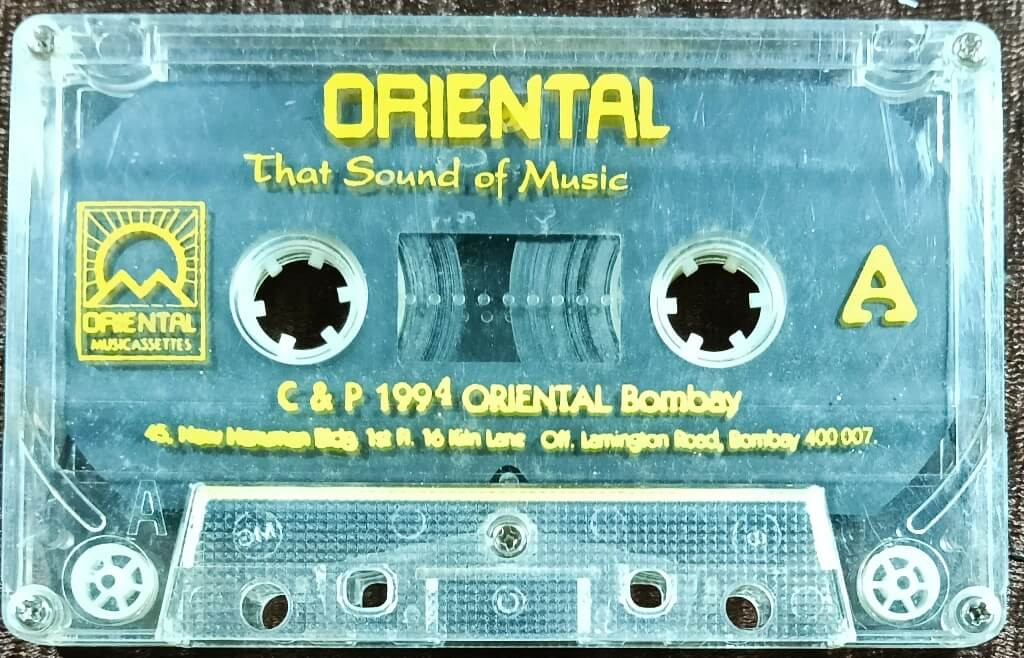 ORIENTAL
That Sound of Music
ORIENTAL
MUSICASSETTES
A
C & P 1994 ORIENTAL Bombay
45, New Hanuman Bldg. 1st Fl. 16 Kiln Lane Off. Lamington Road, Bombay 400 007.
A